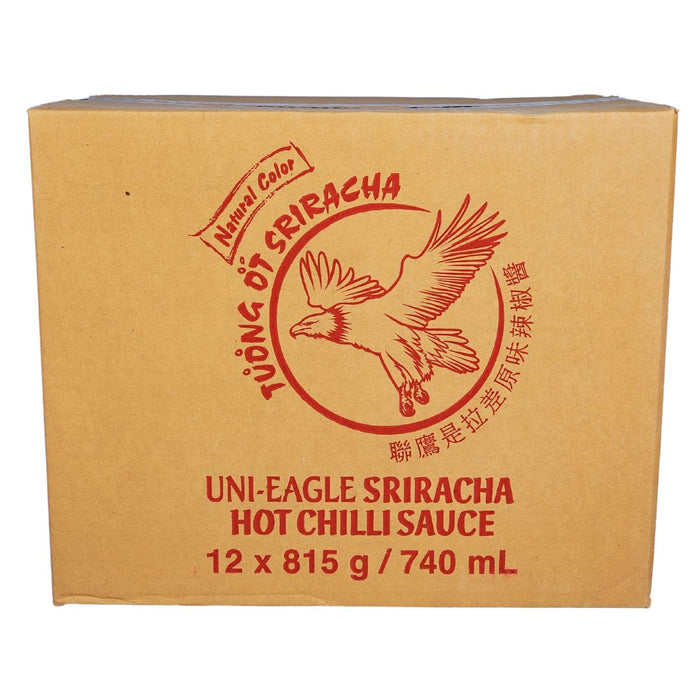 Natural Color
TƯƠNG ỚT SRIRACHA
聯鷹是拉差原味辣椒醬
UNI-EAGLE SRIRACHA
HOT CHILLI SAUCE
12 x 815 g / 740 mL